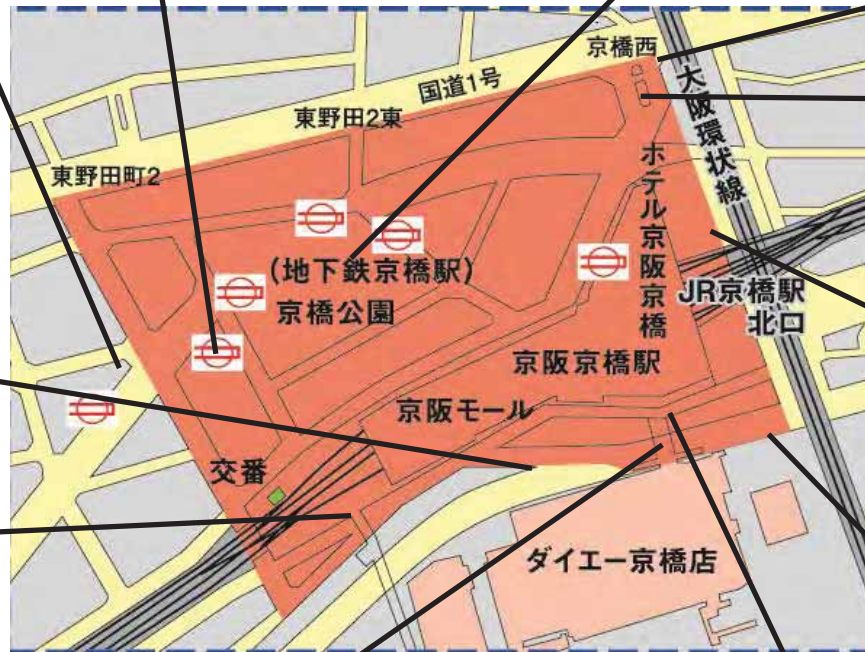 京橋西
国道1号
東野田2東
東野田町2
大阪環状線
ホテル京阪京橋
(地下鉄京橋駅)
京橋公園
JR京橋駅
北口
京阪京橋駅
京阪モール
交番
ダイエー京橋店